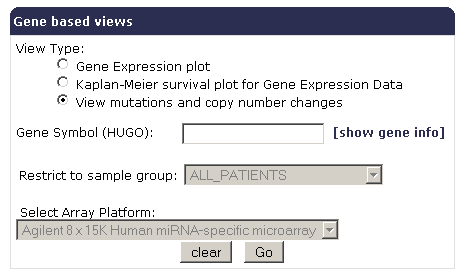 Gene based views
View Type:
Gene Expression plot
Kaplan-Meier survival plot for Gene Expression Data
View mutations and copy number changes
Gene Symbol (HUGO): [show gene info]
Restrict to sample group: ALL_PATIENTS
Select Array Platform:
Agilent 8 x 15K Human miRNA-specific microarray
clear Go